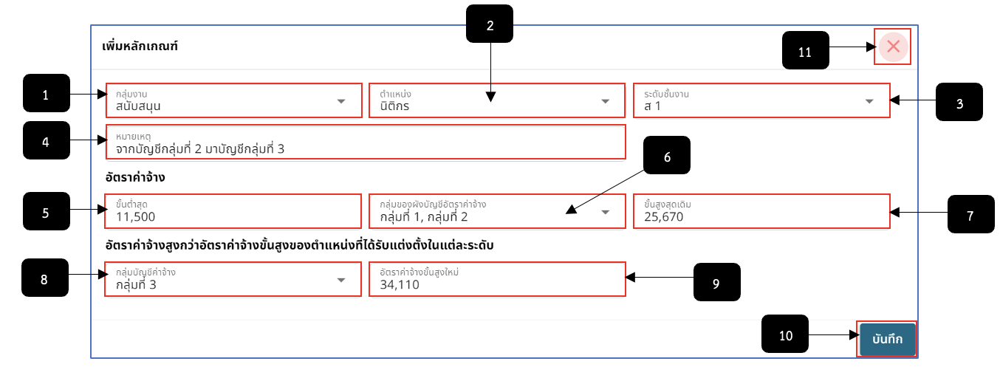 2
เพิ่มหลักเกณฑ์
11
1
กลุ่มงาน
สนับสนุน
ตำแหน่ง
นิติกร
ระดับชั้นงาน
ส 1
3
4
หมายเหตุ
จากบัญชีกลุ่มที่ 2 มาบัญชีกลุ่มที่ 3
6
อัตราค่าจ้าง
5
ขั้นต่ำสุด
11,500
กลุ่มของผังบัญชีอัตราค่าจ้าง
กลุ่มที่ 1, กลุ่มที่ 2
ขั้นสูงสุดเดิม
25,670
7
อัตราค่าจ้างสูงกว่าอัตราค่าจ้างขั้นสูงของตำแหน่งที่ได้รับแต่งตั้งในแต่ละระดับ
8
กลุ่มบัญชีค่าจ้าง
กลุ่มที่ 3
อัตราค่าจ้างขั้นสูงใหม่
34,110
9
10
บันทึก